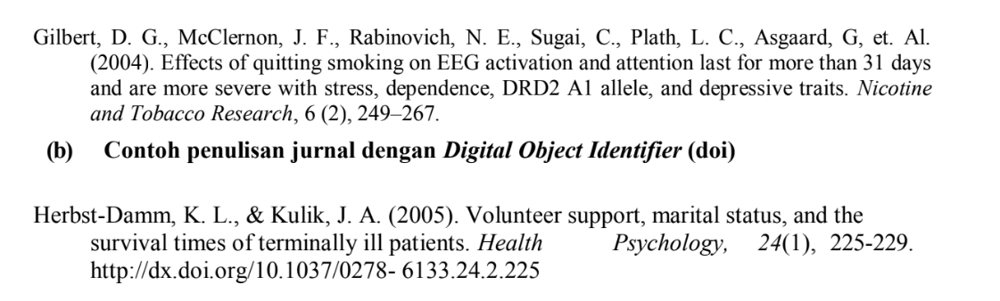 Gilbert, D. G., McClernon, J. F., Rabinovich, N. E., Sugai, C., Plath, L. C., Asgaard, G, et. Al.
(2004). Effects of quitting smoking on EEG activation and attention last for more than 31 days
and are more severe with stress, dependence, DRD2 A1 allele, and depressive traits. Nicotine
and Tobacco Research, 6 (2), 249–267.
(b) Contoh penulisan jurnal dengan Digital Object Identifier (doi)
Herbst-Damm, K. L., & Kulik, J. A. (2005). Volunteer support, marital status, and the
survival times of terminally ill patients. Health Psychology, 24(1), 225-229.
http://dx.doi.org/10.1037/0278- 6133.24.2.225